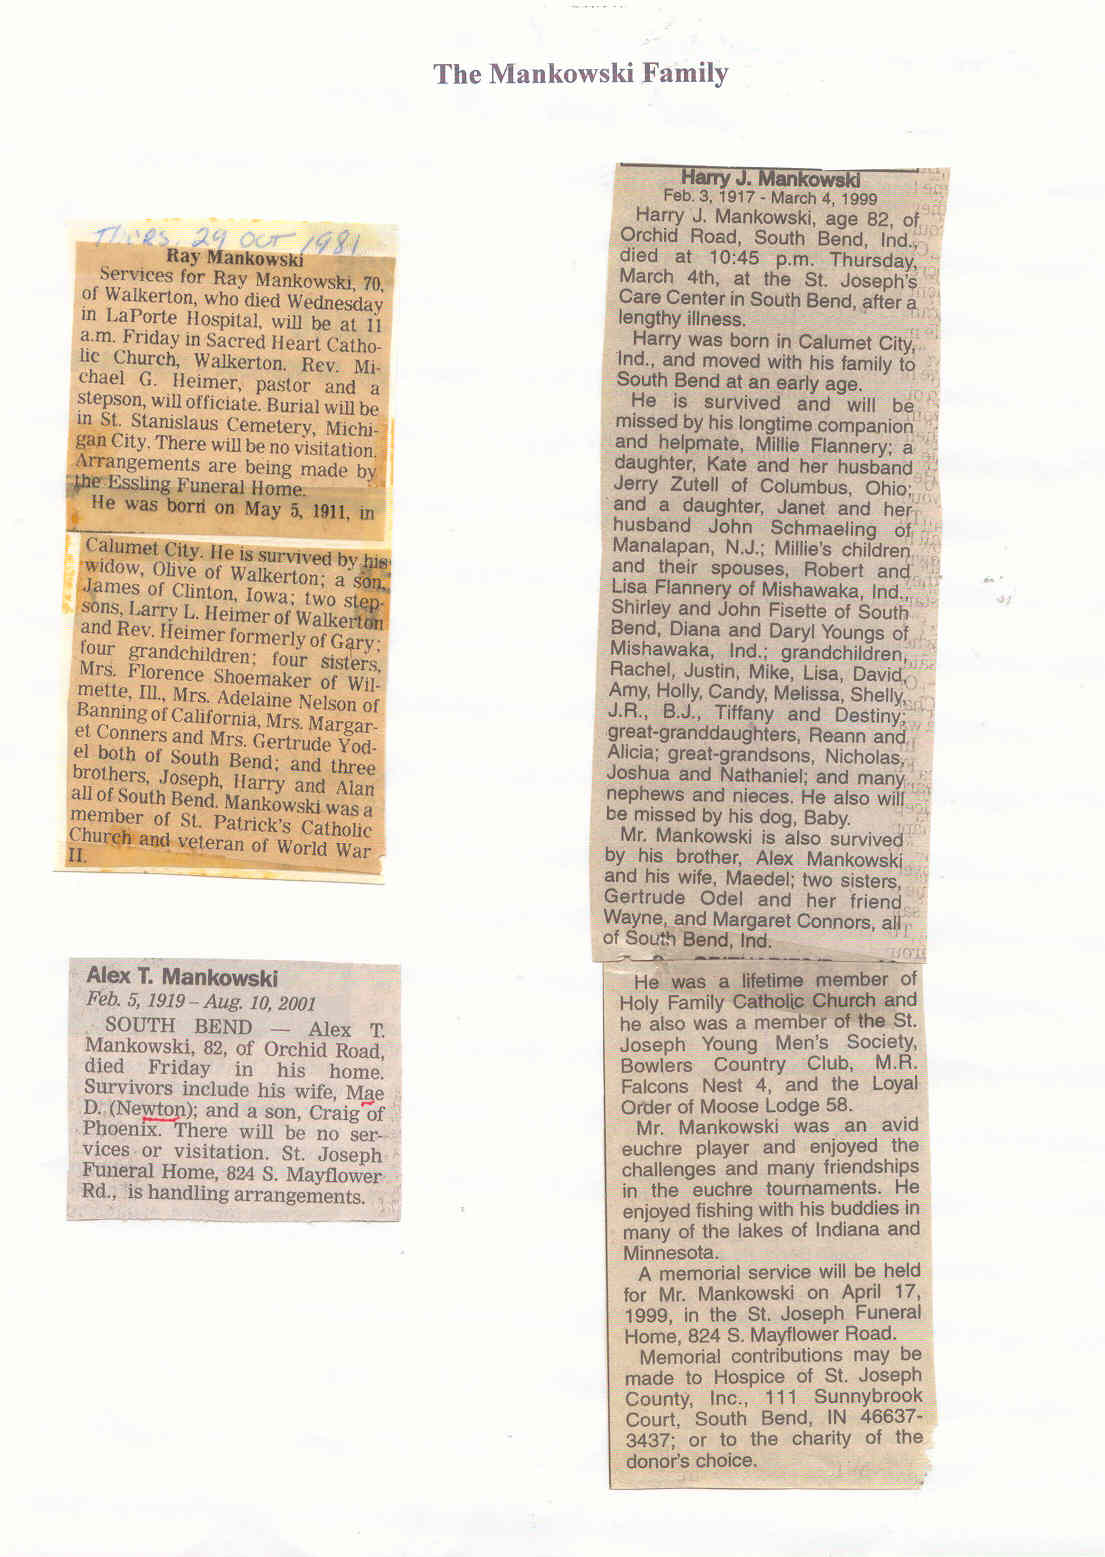 The Mankowski Family
THURS, 29 OCT 1981
Ray Mankowski
Services for Ray Mankowski, 70,
of Walkerton, who died Wednesday
in LaPorte Hospital, will be at 11
a.m. Friday in Sacred Heart Catho-
lic Church, Walkerton. Rev. Mi-
chael G. Heimer, pastor and a
stepson, will officiate. Burial will be
in St. Stanislaus Cemetery, Michi-
gan City. There will be no visitation.
Arrangements are being made by
the Essling Funeral Home.
He was born on May 5, 1911, in
Calumet City. He is survived by his
widow, Olive of Walkerton; a son,
James of Clinton, Iowa; two step-
sons, Larry L. Heimer of Walkerton
and Rev. Heimer formerly of Gary;
four grandchildren; four sisters,
Mrs. Florence Shoemaker of Wil-
mette, Ill., Mrs. Adelaine Nelson of
Banning of California, Mrs. Margar-
et Conners and Mrs. Gertrude Yod-
el both of South Bend; and three
brothers, Joseph, Harry and Alan
all of South Bend. Mankowski was a
member of St. Patrick's Catholic
Church and veteran of World War
II.
Alex T. Mankowski
Feb. 5, 1919 – Aug. 10, 2001
SOUTH BEND — Alex T.
Mankowski, 82, of Orchid Road,
died Friday in his home.
Survivors include his wife, Mae
D. (Newton); and a son, Craig of
Phoenix. There will be no ser-
vices or visitation. St. Joseph
Funeral Home, 824 S. Mayflower
Rd., is handling arrangements.
Harry J. Mankowski
Feb. 3, 1917 - March 4, 1999
Harry J. Mankowski, age 82, of
Orchid Road, South Bend, Ind.,
died at 10:45 p.m. Thursday,
March 4th, at the St. Joseph's
Care Center in South Bend, after a
lengthy illness.
Harry was born in Calumet City,
Ind., and moved with his family to
South Bend at an early age.
He is survived and will be
missed by his longtime companion
and helpmate, Millie Flannery; a
daughter, Kate and her husband
Jerry Zutell of Columbus, Ohio;
and a daughter, Janet and her
husband John Schmaeling of
Manalapan, N.J.; Millie's children
and their spouses, Robert and
Lisa Flannery of Mishawaka, Ind.,
Shirley and John Fisette of South
Bend, Diana and Daryl Youngs of
Mishawaka, Ind.; grandchildren,
Rachel, Justin, Mike, Lisa, David,
Amy, Holly, Candy, Melissa, Shelly,
J.R., B.J., Tiffany and Destiny;
great-granddaughters, Reann and
Alicia; great-grandsons, Nicholas,
Joshua and Nathaniel; and many
nephews and nieces. He also will
be missed by his dog, Baby.
Mr. Mankowski is also survived
by his brother, Alex Mankowski
and his wife, Maedel; two sisters,
Gertrude Odel and her friend
Wayne, and Margaret Connors, all
of South Bend, Ind.
He was a lifetime member of
Holy Family Catholic Church and
he also was a member of the St.
Joseph Young Men's Society,
Bowlers Country Club, M.R.
Falcons Nest 4, and the Loyal
Order of Moose Lodge 58.
Mr. Mankowski was an avid
euchre player and enjoyed the
challenges and many friendships
in the euchre tournaments. He
enjoyed fishing with his buddies in
many of the lakes of Indiana and
Minnesota.
A memorial service will be held
for Mr. Mankowski on April 17,
1999, in the St. Joseph Funeral
Home, 824 S. Mayflower Road.
Memorial contributions may be
made to Hospice of St. Joseph
County, Inc., 111 Sunnybrook
Court, South Bend, IN 46637-
3437; or to the charity of the
donor's choice.